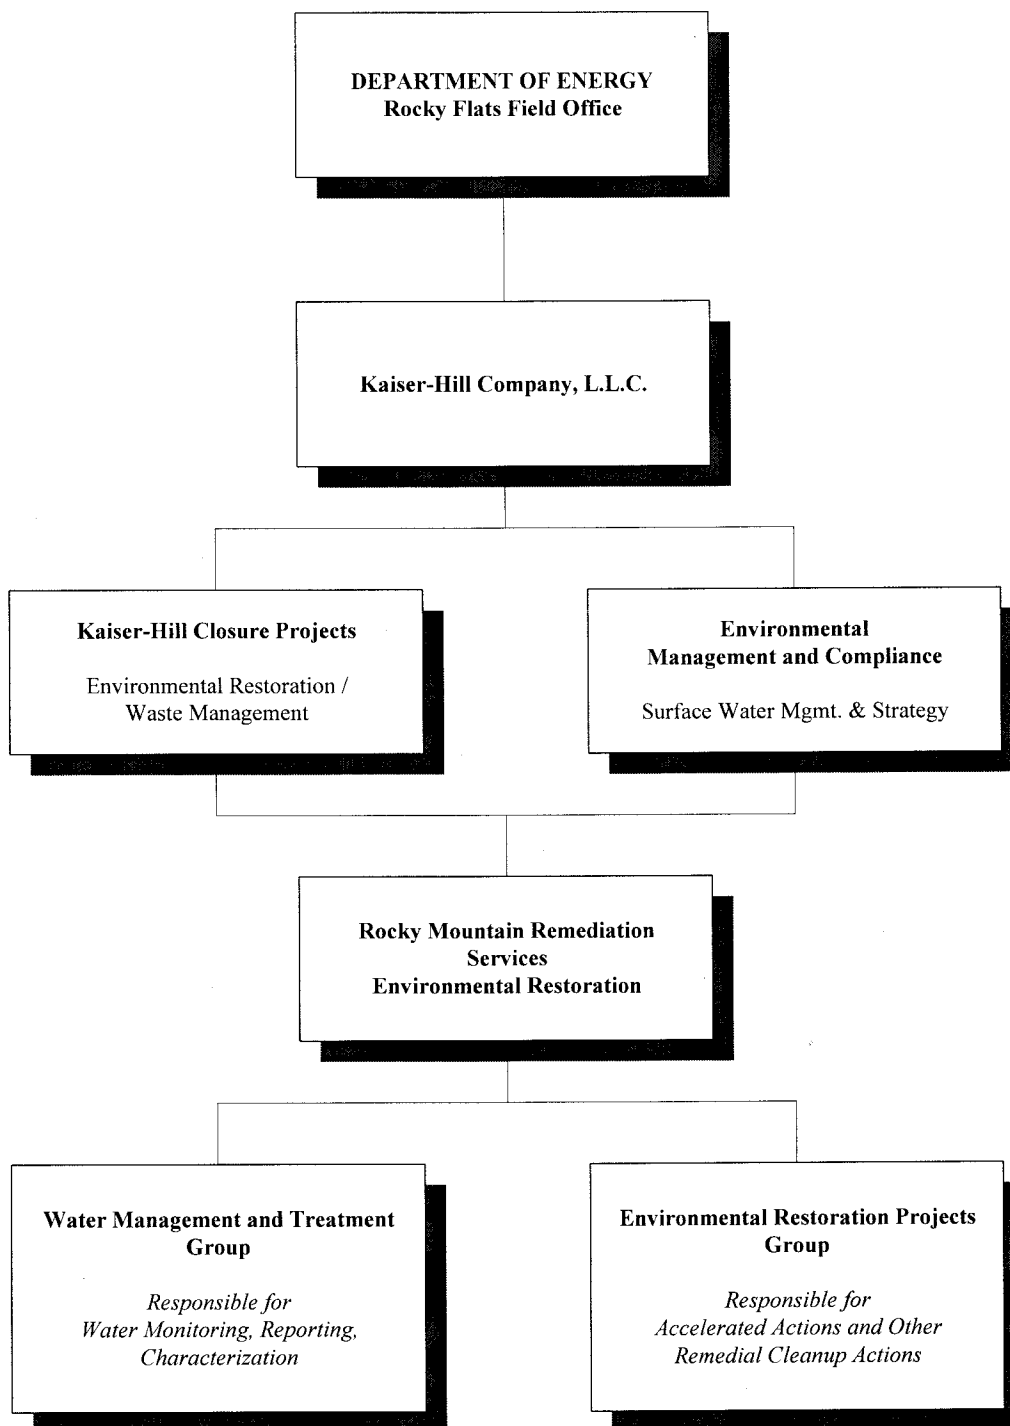 DEPARTMENT OF ENERGY
Rocky Flats Field Office
Kaiser-Hill Company, L.L.C.
Kaiser-Hill Closure Projects
Environmental Restoration /
Waste Management
Environmental
Management and Compliance
Surface Water Mgmt. & Strategy
Rocky Mountain Remediation
Services
Environmental Restoration
Water Management and Treatment
Group
Responsible for
Water Monitoring, Reporting,
Characterization
Environmental Restoration Projects
Group
Responsible for
Accelerated Actions and Other
Remedial Cleanup Actions